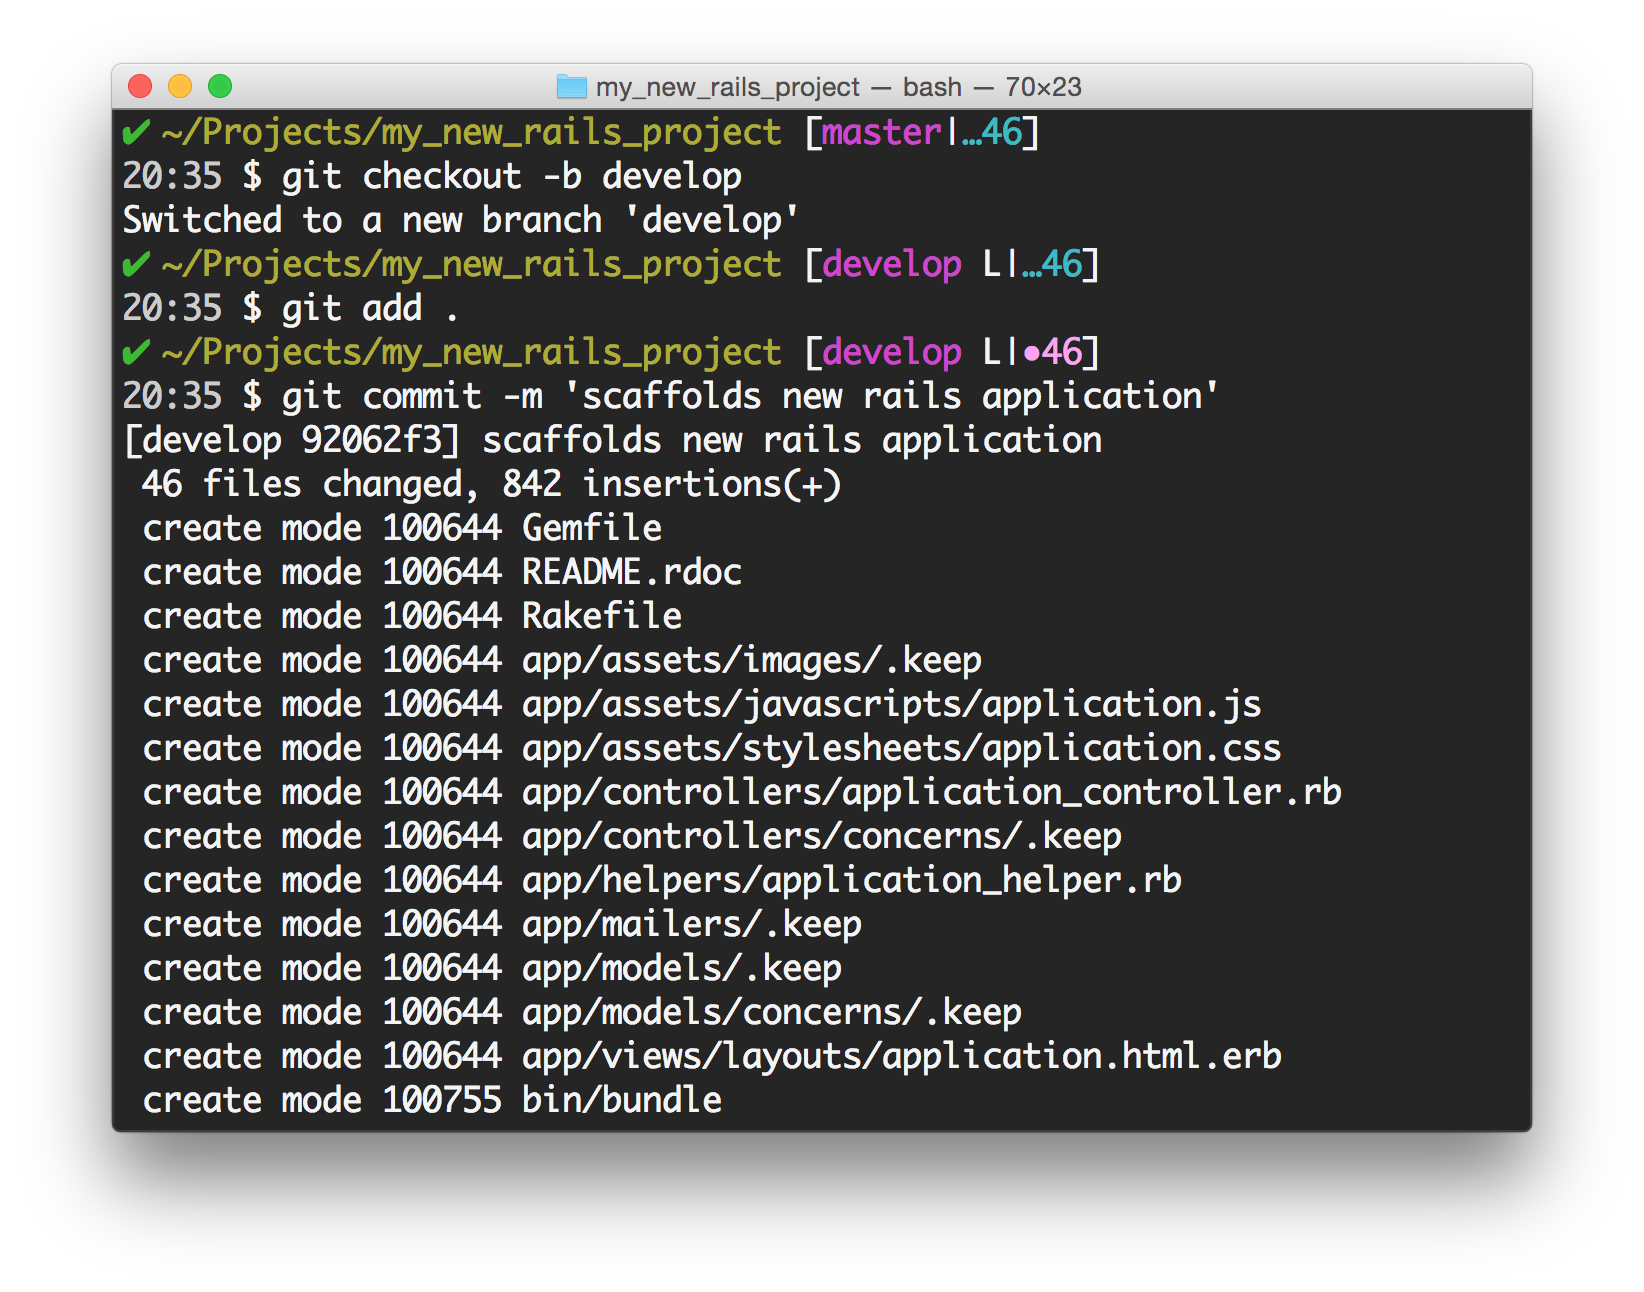 my_new_rails_project — bash — 70×23
✔ ~/Projects/my_new_rails_project [master|…46]
20:35 $ git checkout -b develop
Switched to a new branch 'develop'
✔ ~/Projects/my_new_rails_project [develop L|…46]
20:35 $ git add .
✔ ~/Projects/my_new_rails_project [develop L|●46]
20:35 $ git commit -m 'scaffolds new rails application'
[develop 92062f3] scaffolds new rails application
 46 files changed, 842 insertions(+)
 create mode 100644 Gemfile
 create mode 100644 README.rdoc
 create mode 100644 Rakefile
 create mode 100644 app/assets/images/.keep
 create mode 100644 app/assets/javascripts/application.js
 create mode 100644 app/assets/stylesheets/application.css
 create mode 100644 app/controllers/application_controller.rb
 create mode 100644 app/controllers/concerns/.keep
 create mode 100644 app/helpers/application_helper.rb
 create mode 100644 app/mailers/.keep
 create mode 100644 app/models/.keep
 create mode 100644 app/models/concerns/.keep
 create mode 100644 app/views/layouts/application.html.erb
 create mode 100755 bin/bundle